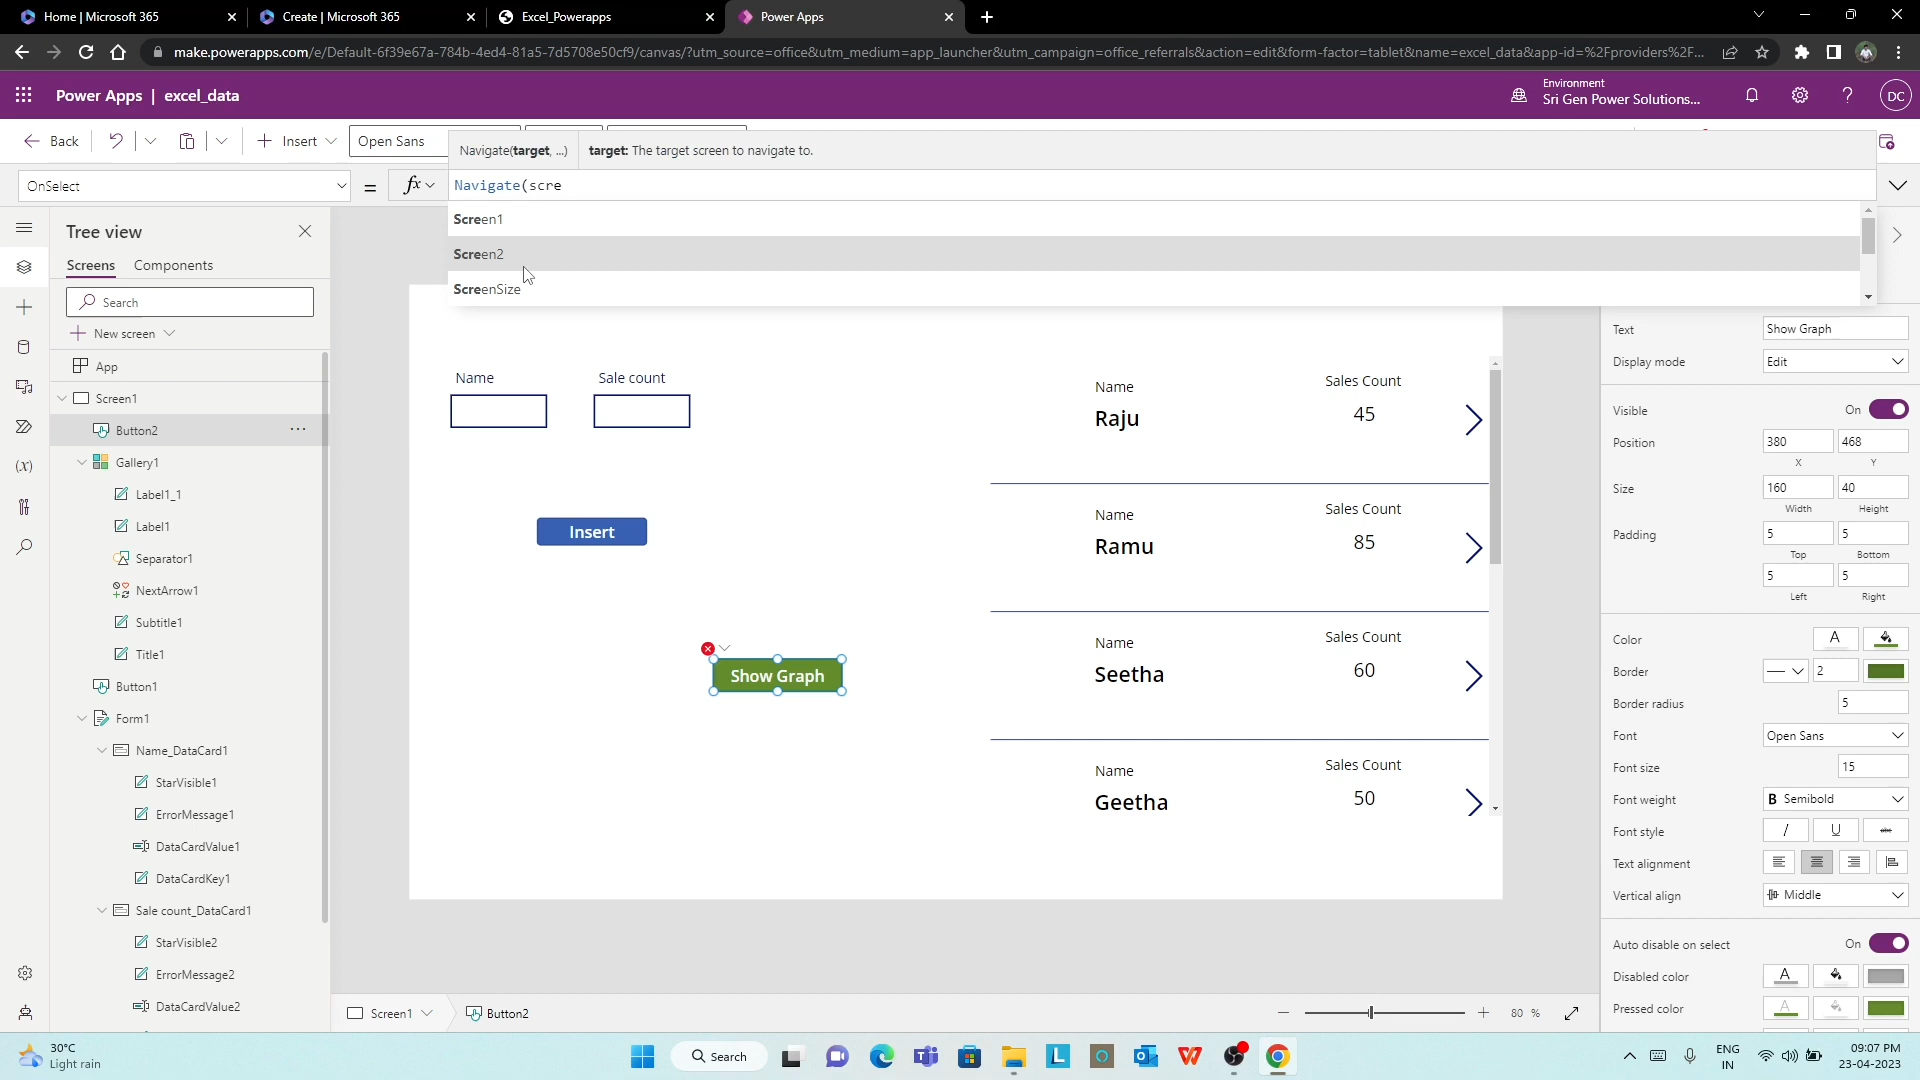 Home | Microsoft 365
Create | Microsoft 365
Excel_Powerapps
Power Apps
make.powerapps.com/e/Default-6f39e67a-784b-4ed4-81a5-7d5708e50cf9/canvas/?utm_source=office&utm_medium=app_launcher&utm_campaign=office_referrals&action=edit&form-factor=tablet&name=excel_data&app-id=%2Fproviders%2F...
Power Apps | excel_data
Environment
Sri Gen Power Solutions...
DC
Back
Insert
Open Sans
Navigate(target, ...)
target: The target screen to navigate to.
OnSelect
=
fx
Navigate(scre
Screen1
Screen2
ScreenSize
Tree view
Screens
Components
Search
New screen
App
Screen1
Button2
...
Gallery1
Label1_1
Label1
Separator1
NextArrow1
Subtitle1
Title1
Button1
Form1
Name_DataCard1
StarVisible1
ErrorMessage1
DataCardValue1
DataCardKey1
Sale count_DataCard1
StarVisible2
ErrorMessage2
DataCardValue2
Name
Sale count
Insert
Show Graph
Name
Sales Count
Raju
45
Name
Sales Count
Ramu
85
Name
Sales Count
Seetha
60
Name
Sales Count
Geetha
50
Text
Show Graph
Display mode
Edit
Visible
On
Position
380
468
X
Y
Size
160
40
Width
Height
Padding
5
5
Top
Bottom
5
5
Left
Right
Color
A
Border
2
Border radius
5
Font
Open Sans
Font size
15
Font weight
B Semibold
Font style
/
U
abc
Text alignment
Vertical align
Middle
Auto disable on select
On
Disabled color
A
Pressed color
A
Screen1
Button2
80 %
30°C
Light rain
Search
ENG
IN
09:07 PM
23-04-2023